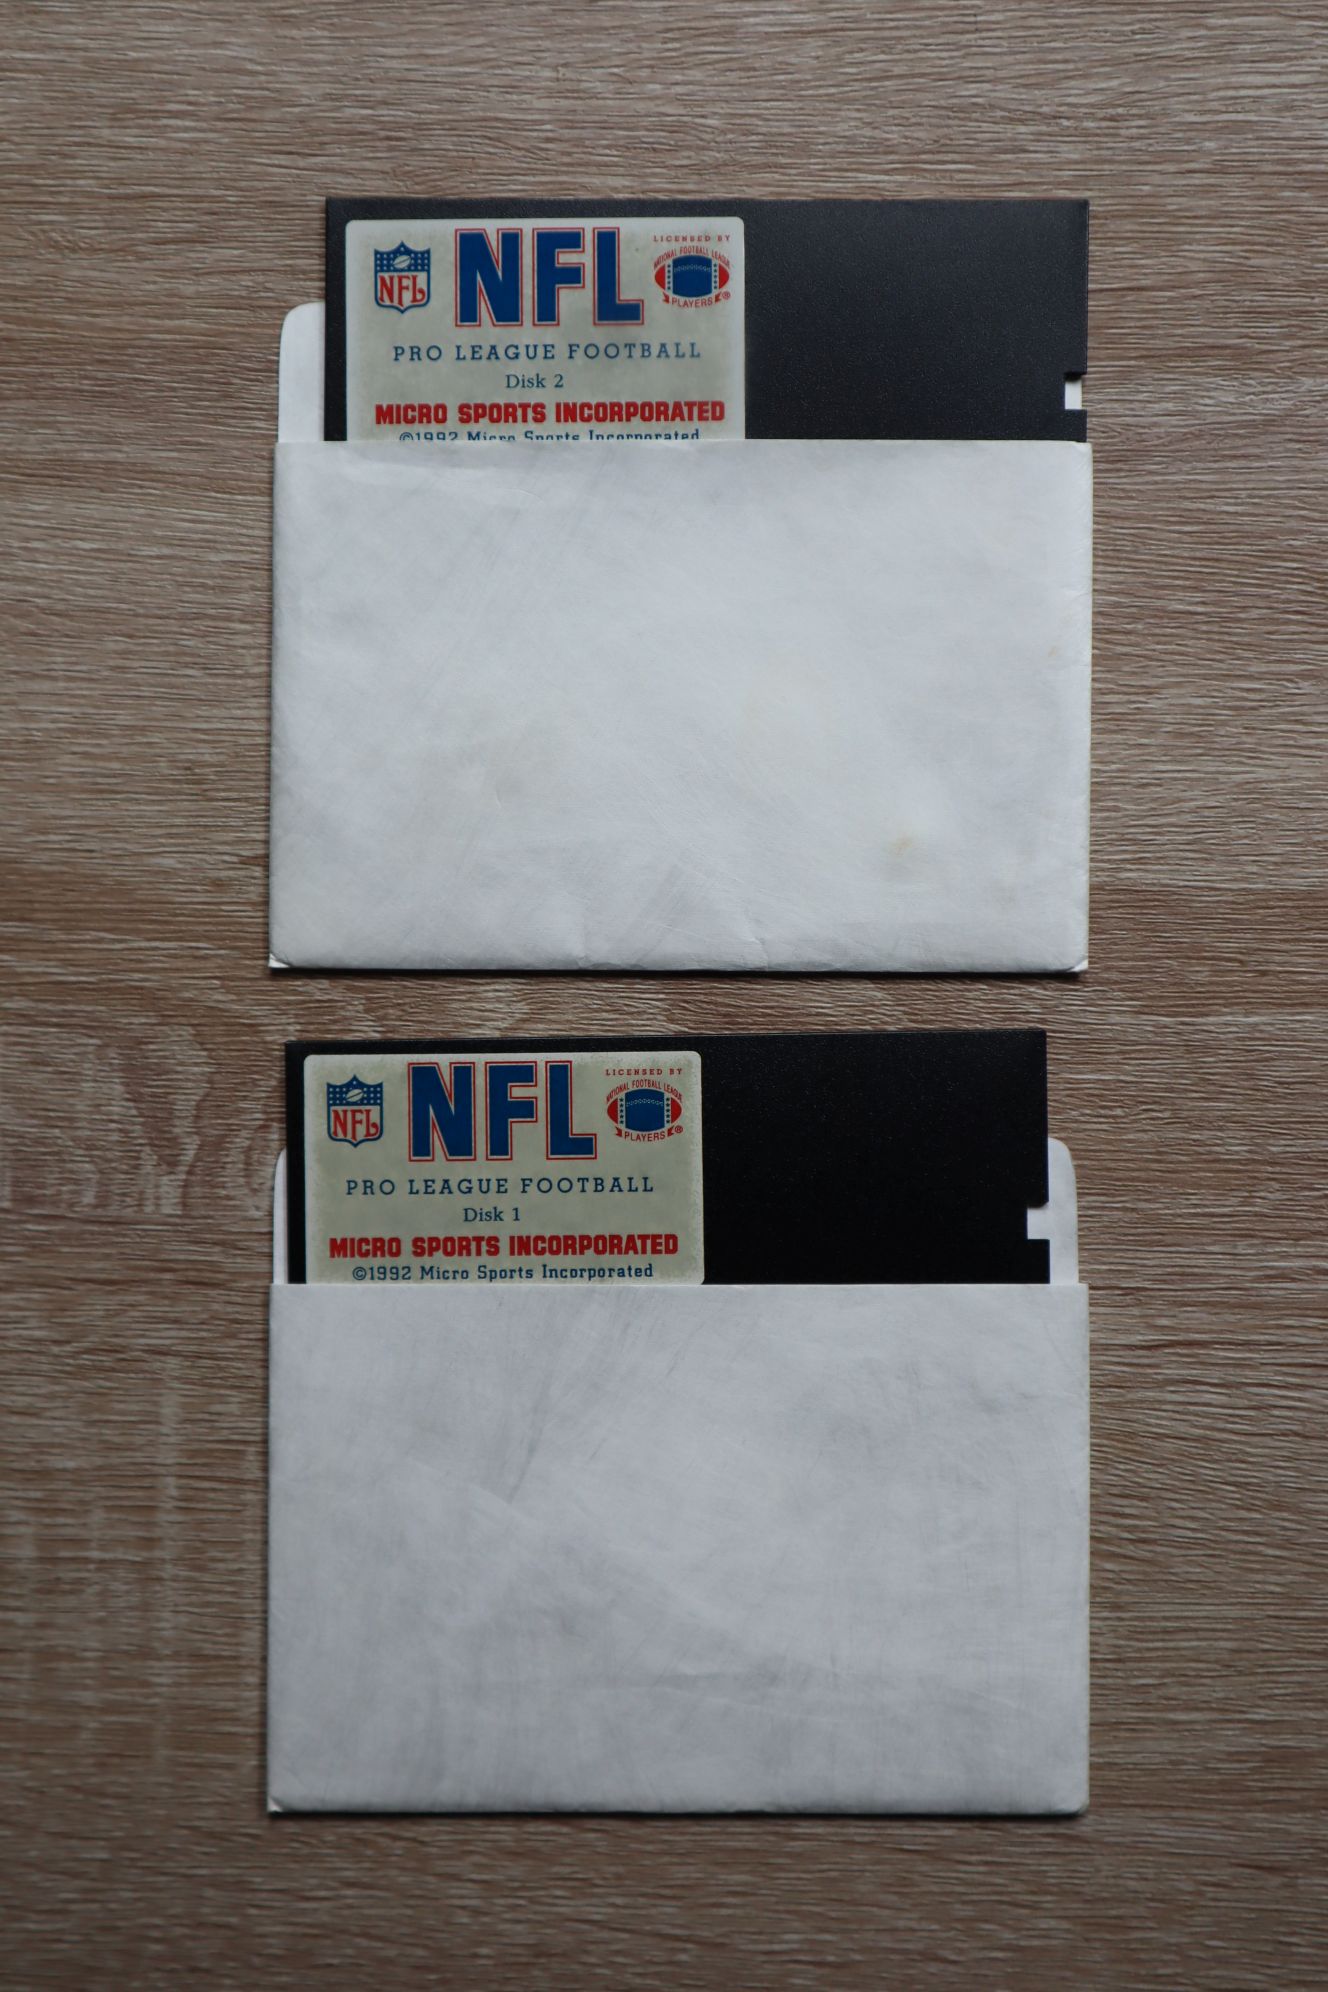 NFL
NFL
LICENSED BY
NATIONAL FOOTBALL LEAGUE
PLAYERS®
PRO LEAGUE FOOTBALL
Disk 2
MICRO SPORTS INCORPORATED
©1992 Micro Sports Incorporated
NFL
NFL
LICENSED BY
NATIONAL FOOTBALL LEAGUE
PLAYERS®
PRO LEAGUE FOOTBALL
Disk 1
MICRO SPORTS INCORPORATED
©1992 Micro Sports Incorporated